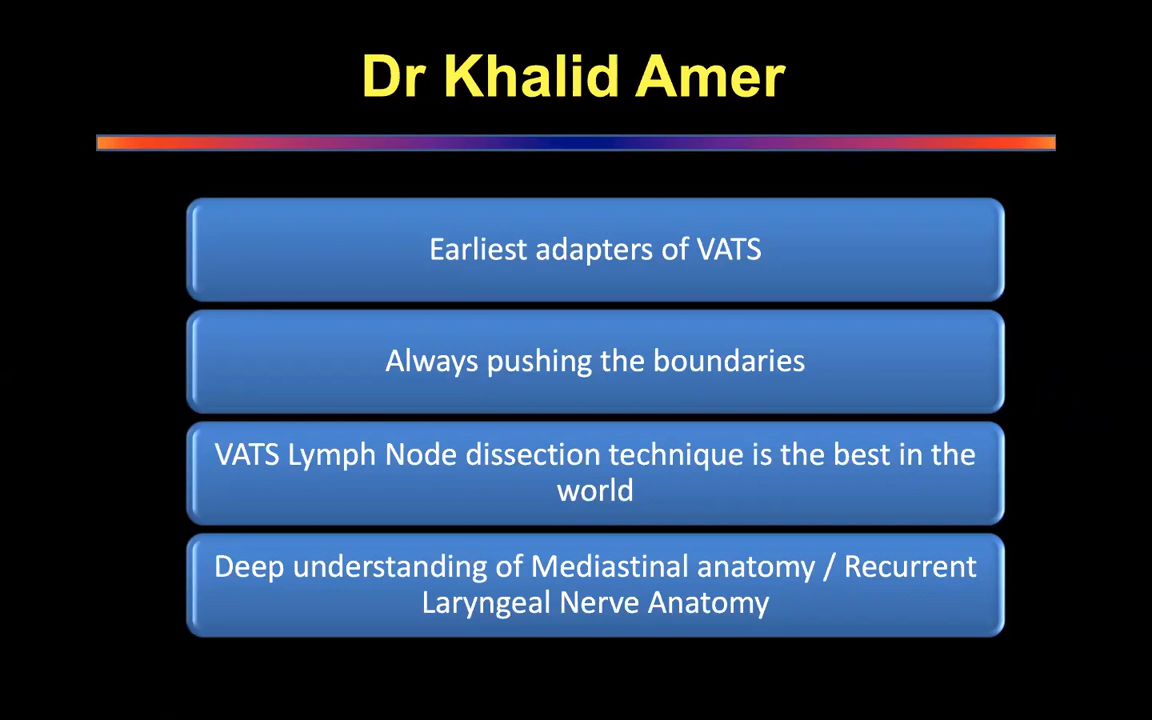 Dr Khalid Amer
Earliest adapters of VATS
Always pushing the boundaries
VATS Lymph Node dissection technique is the best in the
world
Deep understanding of Mediastinal anatomy / Recurrent
Laryngeal Nerve Anatomy